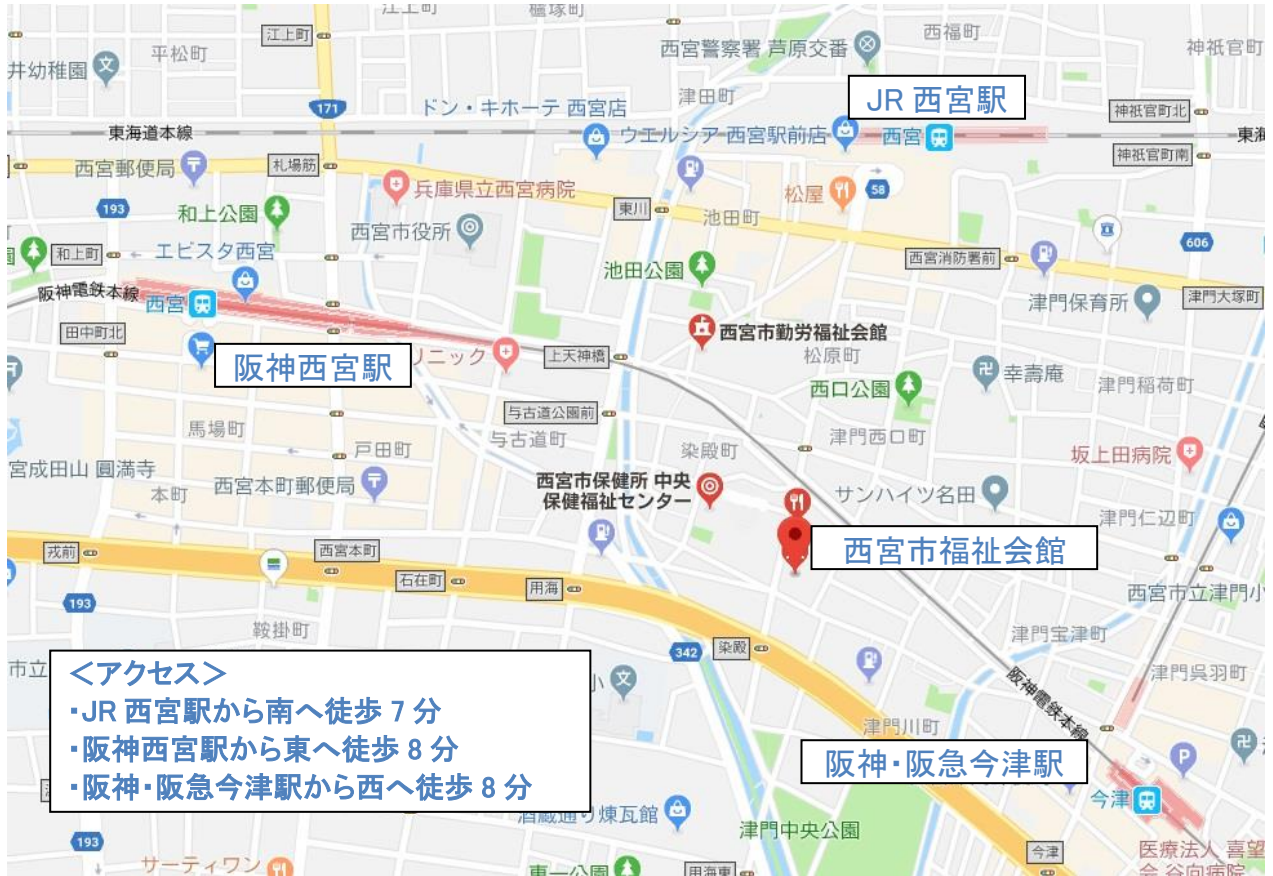 江上町
櫨塚町
西福町
江上町
平松町
西宮警察署 芦原交番
神祇官町
井幼稚園
津田町
JR 西宮駅
171
ドン・キホーテ 西宮店
神祇官町北
東海道本線
ウエルシア 西宮駅前店
西宮
東海
西宮郵便局
札場筋
神祇官町南
兵庫県立西宮病院
松屋
58
193
和上公園
東川
池田町
西宮市役所
606
和上町
エビスタ西宮
池田公園
西宮消防署前
阪神電鉄本線
西宮
津門保育所
津門大塚町
田中町北
西宮市勤労福祉会館
阪神西宮駅
リニック
上天神橋
松原町
幸壽庵
西口公園
津門稲荷町
与古道公園前
馬場町
与古道町
津門西口町
戸田町
染殿町
坂上田病院
宮成田山 圓満寺
西宮市保健所 中央
保健福祉センター
本町
西宮本町郵便局
サンハイツ名田
津門仁辺町
戎前
西宮本町
西宮市福祉会館
石在町
用海
193
西宮市立津門小
鞍掛町
津門宝津町
342
染殿
市立
小
津門呉羽町
<アクセス>
・JR 西宮駅から南へ徒歩 7 分
・阪神西宮駅から東へ徒歩 8 分
・阪神・阪急今津駅から西へ徒歩 8 分
阪神電鉄本線
津門川町
阪神・阪急今津駅
今津
酒蔵通り煉瓦館
津門中央公園
193
今津
医療法人 喜望
会 谷向病院
サーティワン
東一公園
用海東